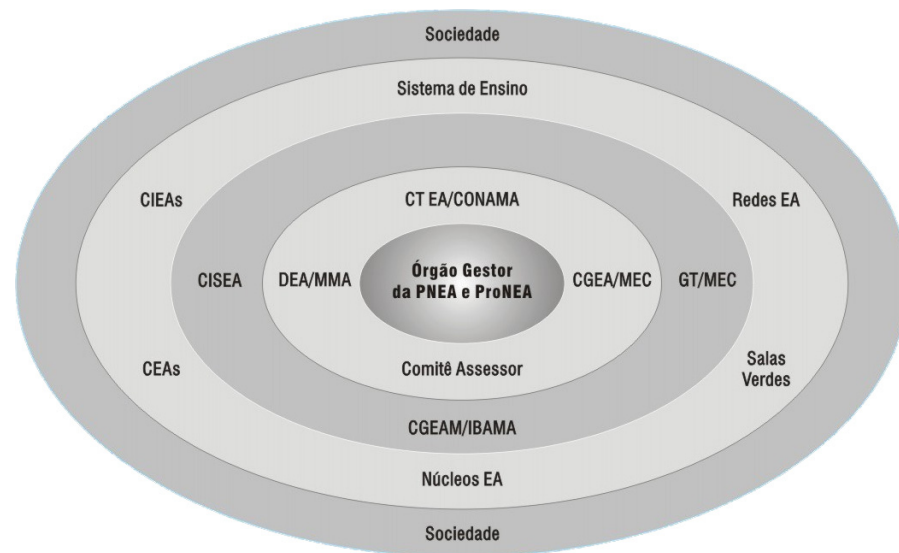 Sociedade
Sistema de Ensino
CIEAs
Redes EA
CT EA/CONAMA
CISEA
DEA/MMA
Órgão Gestor
da PNEA e ProNEA
CGEA/MEC
GT/MEC
CEAs
Comitê Assessor
Salas
Verdes
CGEAM/IBAMA
Núcleos EA
Sociedade